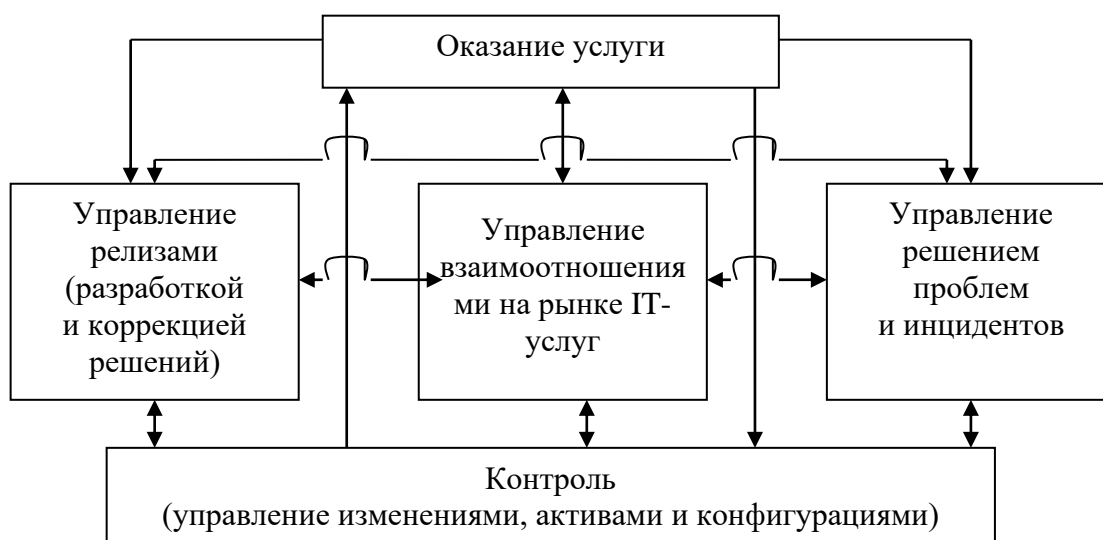 Оказание услуги
Управление
релизами
(разработкой
и коррекцией
решений)
Управление
взаимоотношения
ми на рынке IT-
услуг
Управление
решением
проблем
и инцидентов
Контроль
(управление изменениями, активами и конфигурациями)